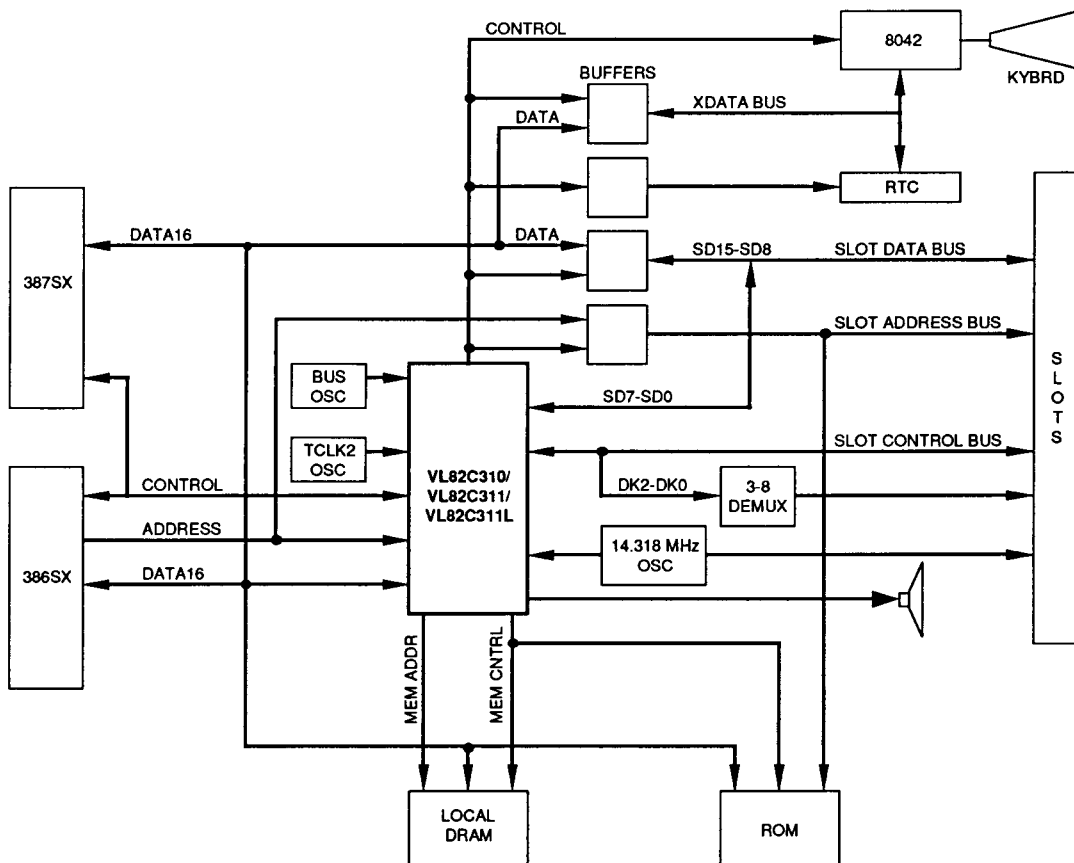 CONTROL
8042
KYBRD
BUFFERS
XDATA BUS
DATA
RTC
DATA16
DATA
SD15-SD8
SLOT DATA BUS
387SX
SLOT ADDRESS BUS
BUS
OSC
SD7-SD0
SLOTS
TCLK2
OSC
VL82C310/
VL82C311/
VL82C311L
SLOT CONTROL BUS
CONTROL
DK2-DK0
3-8
DEMUX
ADDRESS
14.318 MHz
OSC
386SX
DATA16
MEM ADDR
MEM CNTRL
LOCAL
DRAM
ROM